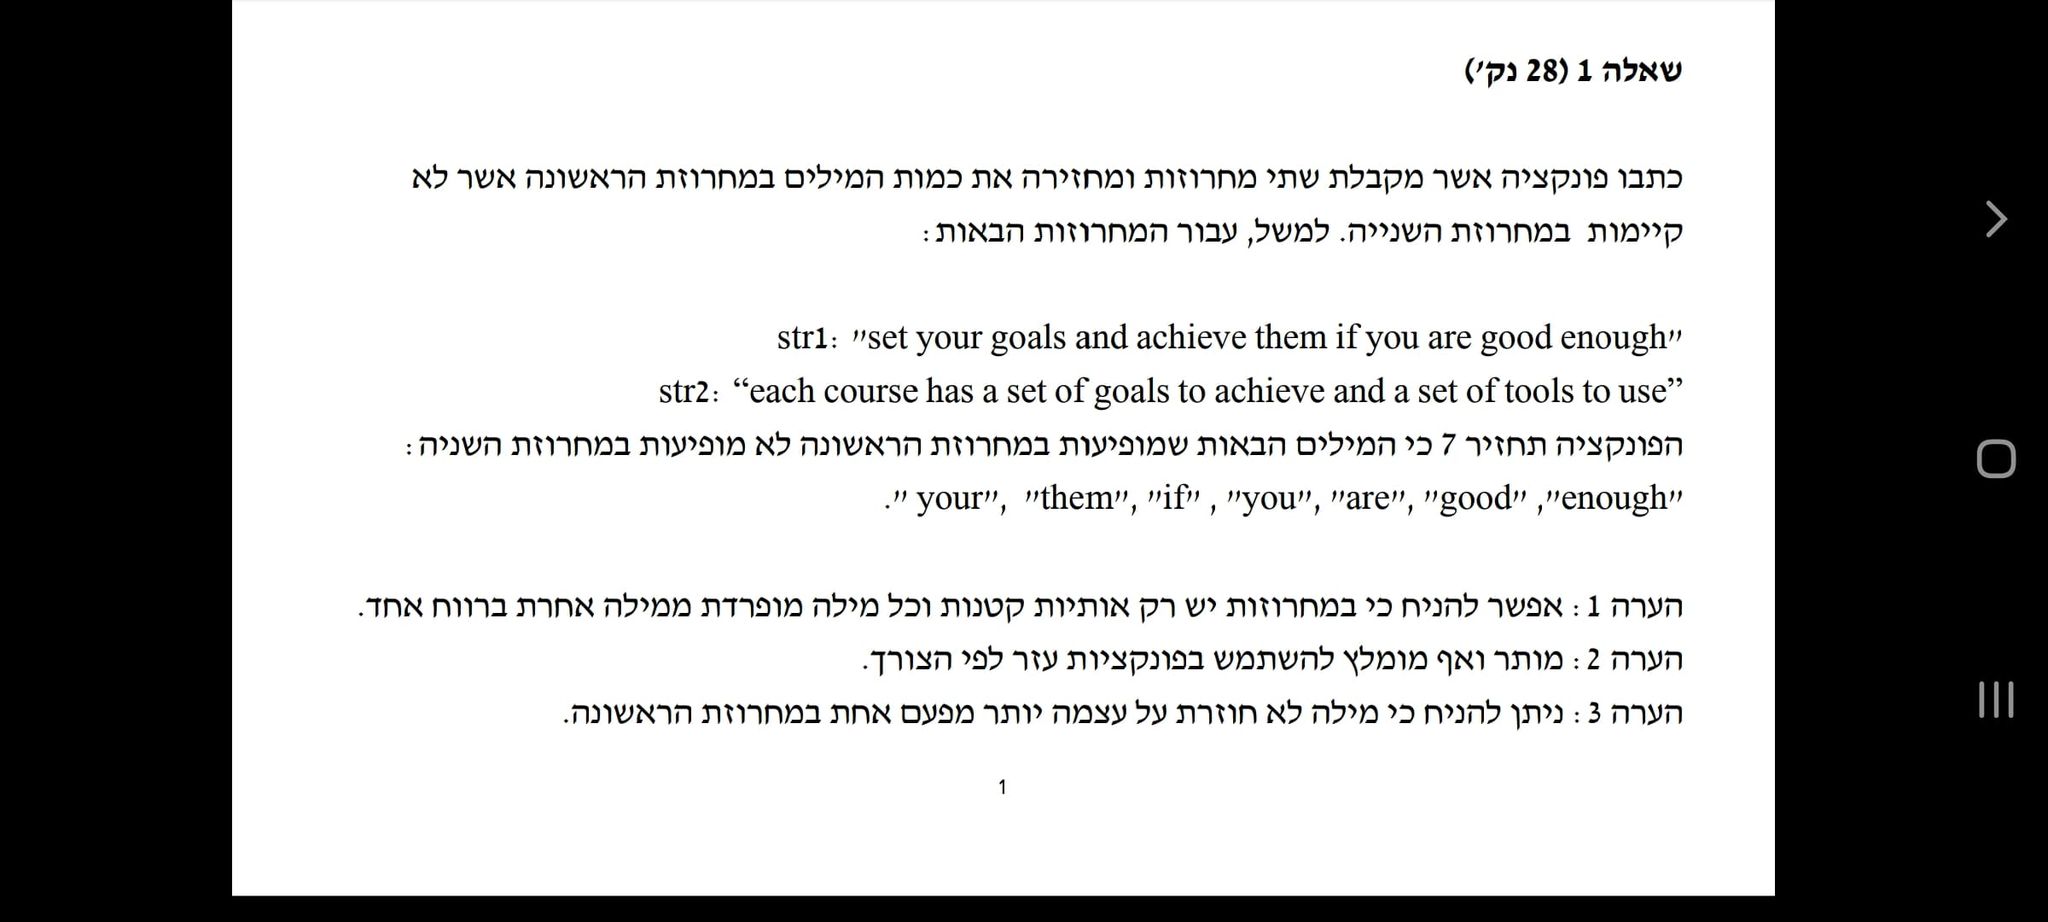 שאלה 1 (28 נק')
כתבו פונקציה אשר מקבלת שתי מחרוזות ומחזירה את כמות המילים במחרוזת הראשונה אשר לא
קיימות במחרוזת השנייה. למשל, עבור המחרוזות הבאות:
str1: "set your goals and achieve them if you are good enough"
str2: “each course has a set of goals to achieve and a set of tools to use”
הפונקציה תחזיר 7 כי המילים הבאות שמופיעות במחרוזת הראשונה לא מופיעות במחרוזת השניה:
." your", "them", "if" , "you", "are", "good" ,"enough"
הערה 1: אפשר להניח כי במחרוזות יש רק אותיות קטנות וכל מילה מופרדת ממילה אחרת ברווח אחד.
הערה 2: מותר ואף מומלץ להשתמש בפונקציות עזר לפי הצורך.
הערה 3: ניתן להניח כי מילה לא חוזרת על עצמה יותר מפעם אחת במחרוזת הראשונה.
1